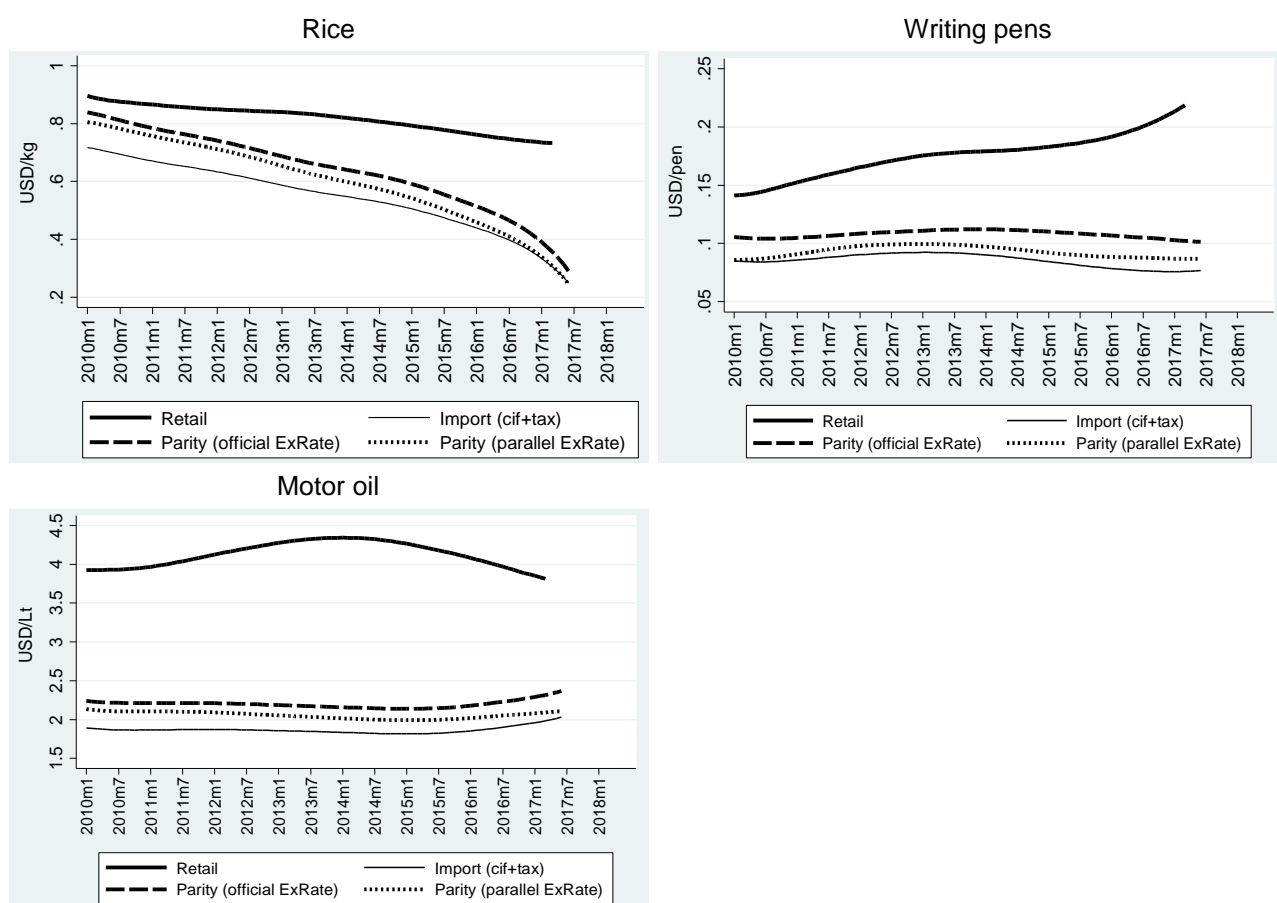 Rice
USD/kg
1
.8
.6
.4
.2
2010m1
2010m7
2011m1
2011m7
2012m1
2012m7
2013m1
2013m7
2014m1
2014m7
2015m1
2015m7
2016m1
2016m7
2017m1
2017m7
2018m1
Retail Import (cif+tax)
Parity (official ExRate) Parity (parallel ExRate)
Writing pens
USD/pen
.25
.2
.15
.1
.05
2010m1
2010m7
2011m1
2011m7
2012m1
2012m7
2013m1
2013m7
2014m1
2014m7
2015m1
2015m7
2016m1
2016m7
2017m1
2017m7
2018m1
Retail Import (cif+tax)
Parity (official ExRate) Parity (parallel ExRate)
Motor oil
USD/Lt
4.5
4
3.5
3
2.5
2
1.5
2010m1
2010m7
2011m1
2011m7
2012m1
2012m7
2013m1
2013m7
2014m1
2014m7
2015m1
2015m7
2016m1
2016m7
2017m1
2017m7
2018m1
Retail Import (cif+tax)
Parity (official ExRate) Parity (parallel ExRate)